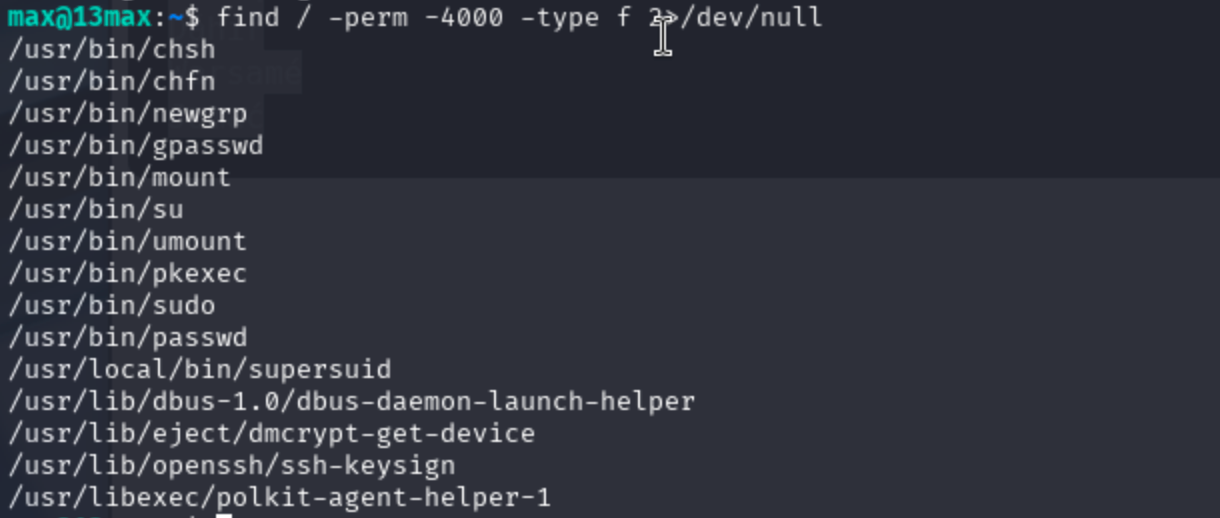 max@13max:~$ find / -perm -4000 -type f 2>/dev/null
/usr/bin/chsh
/usr/bin/chfn
/usr/bin/newgrp
/usr/bin/gpasswd
/usr/bin/mount
/usr/bin/su
/usr/bin/umount
/usr/bin/pkexec
/usr/bin/sudo
/usr/bin/passwd
/usr/local/bin/supersuid
/usr/lib/dbus-1.0/dbus-daemon-launch-helper
/usr/lib/eject/dmcrypt-get-device
/usr/lib/openssh/ssh-keysign
/usr/libexec/polkit-agent-helper-1